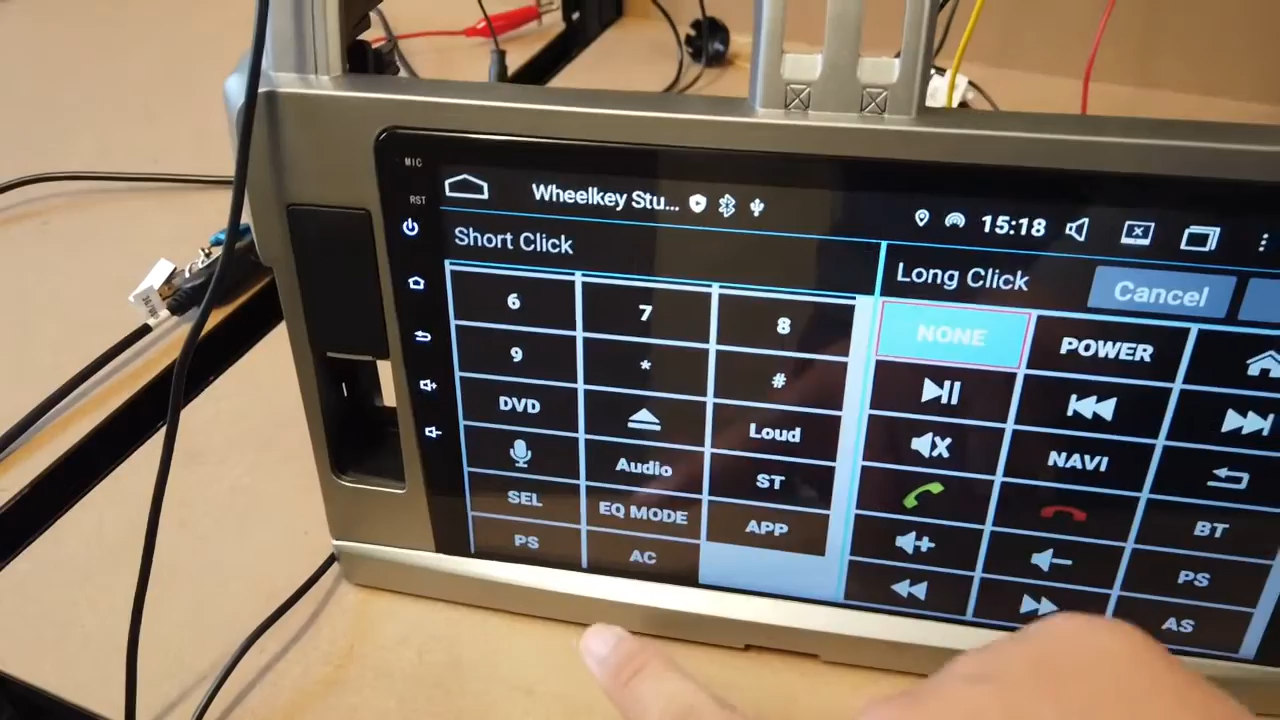 MIC
RST
Wheelkey Stu...
15:18
Short Click
Long Click
Cancel
6 7 8
9 * #
DVD Loud
Audio ST
SEL EQ MODE APP
PS AC
NONE POWER
NAVI
BT
PS
AS